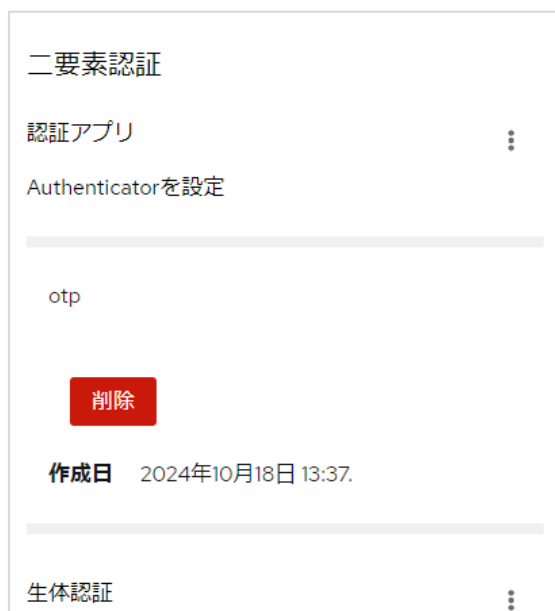 二要素認証
認証アプリ
Authenticatorを設定
otp
削除
作成日 2024年10月18日 13:37.
生体認証